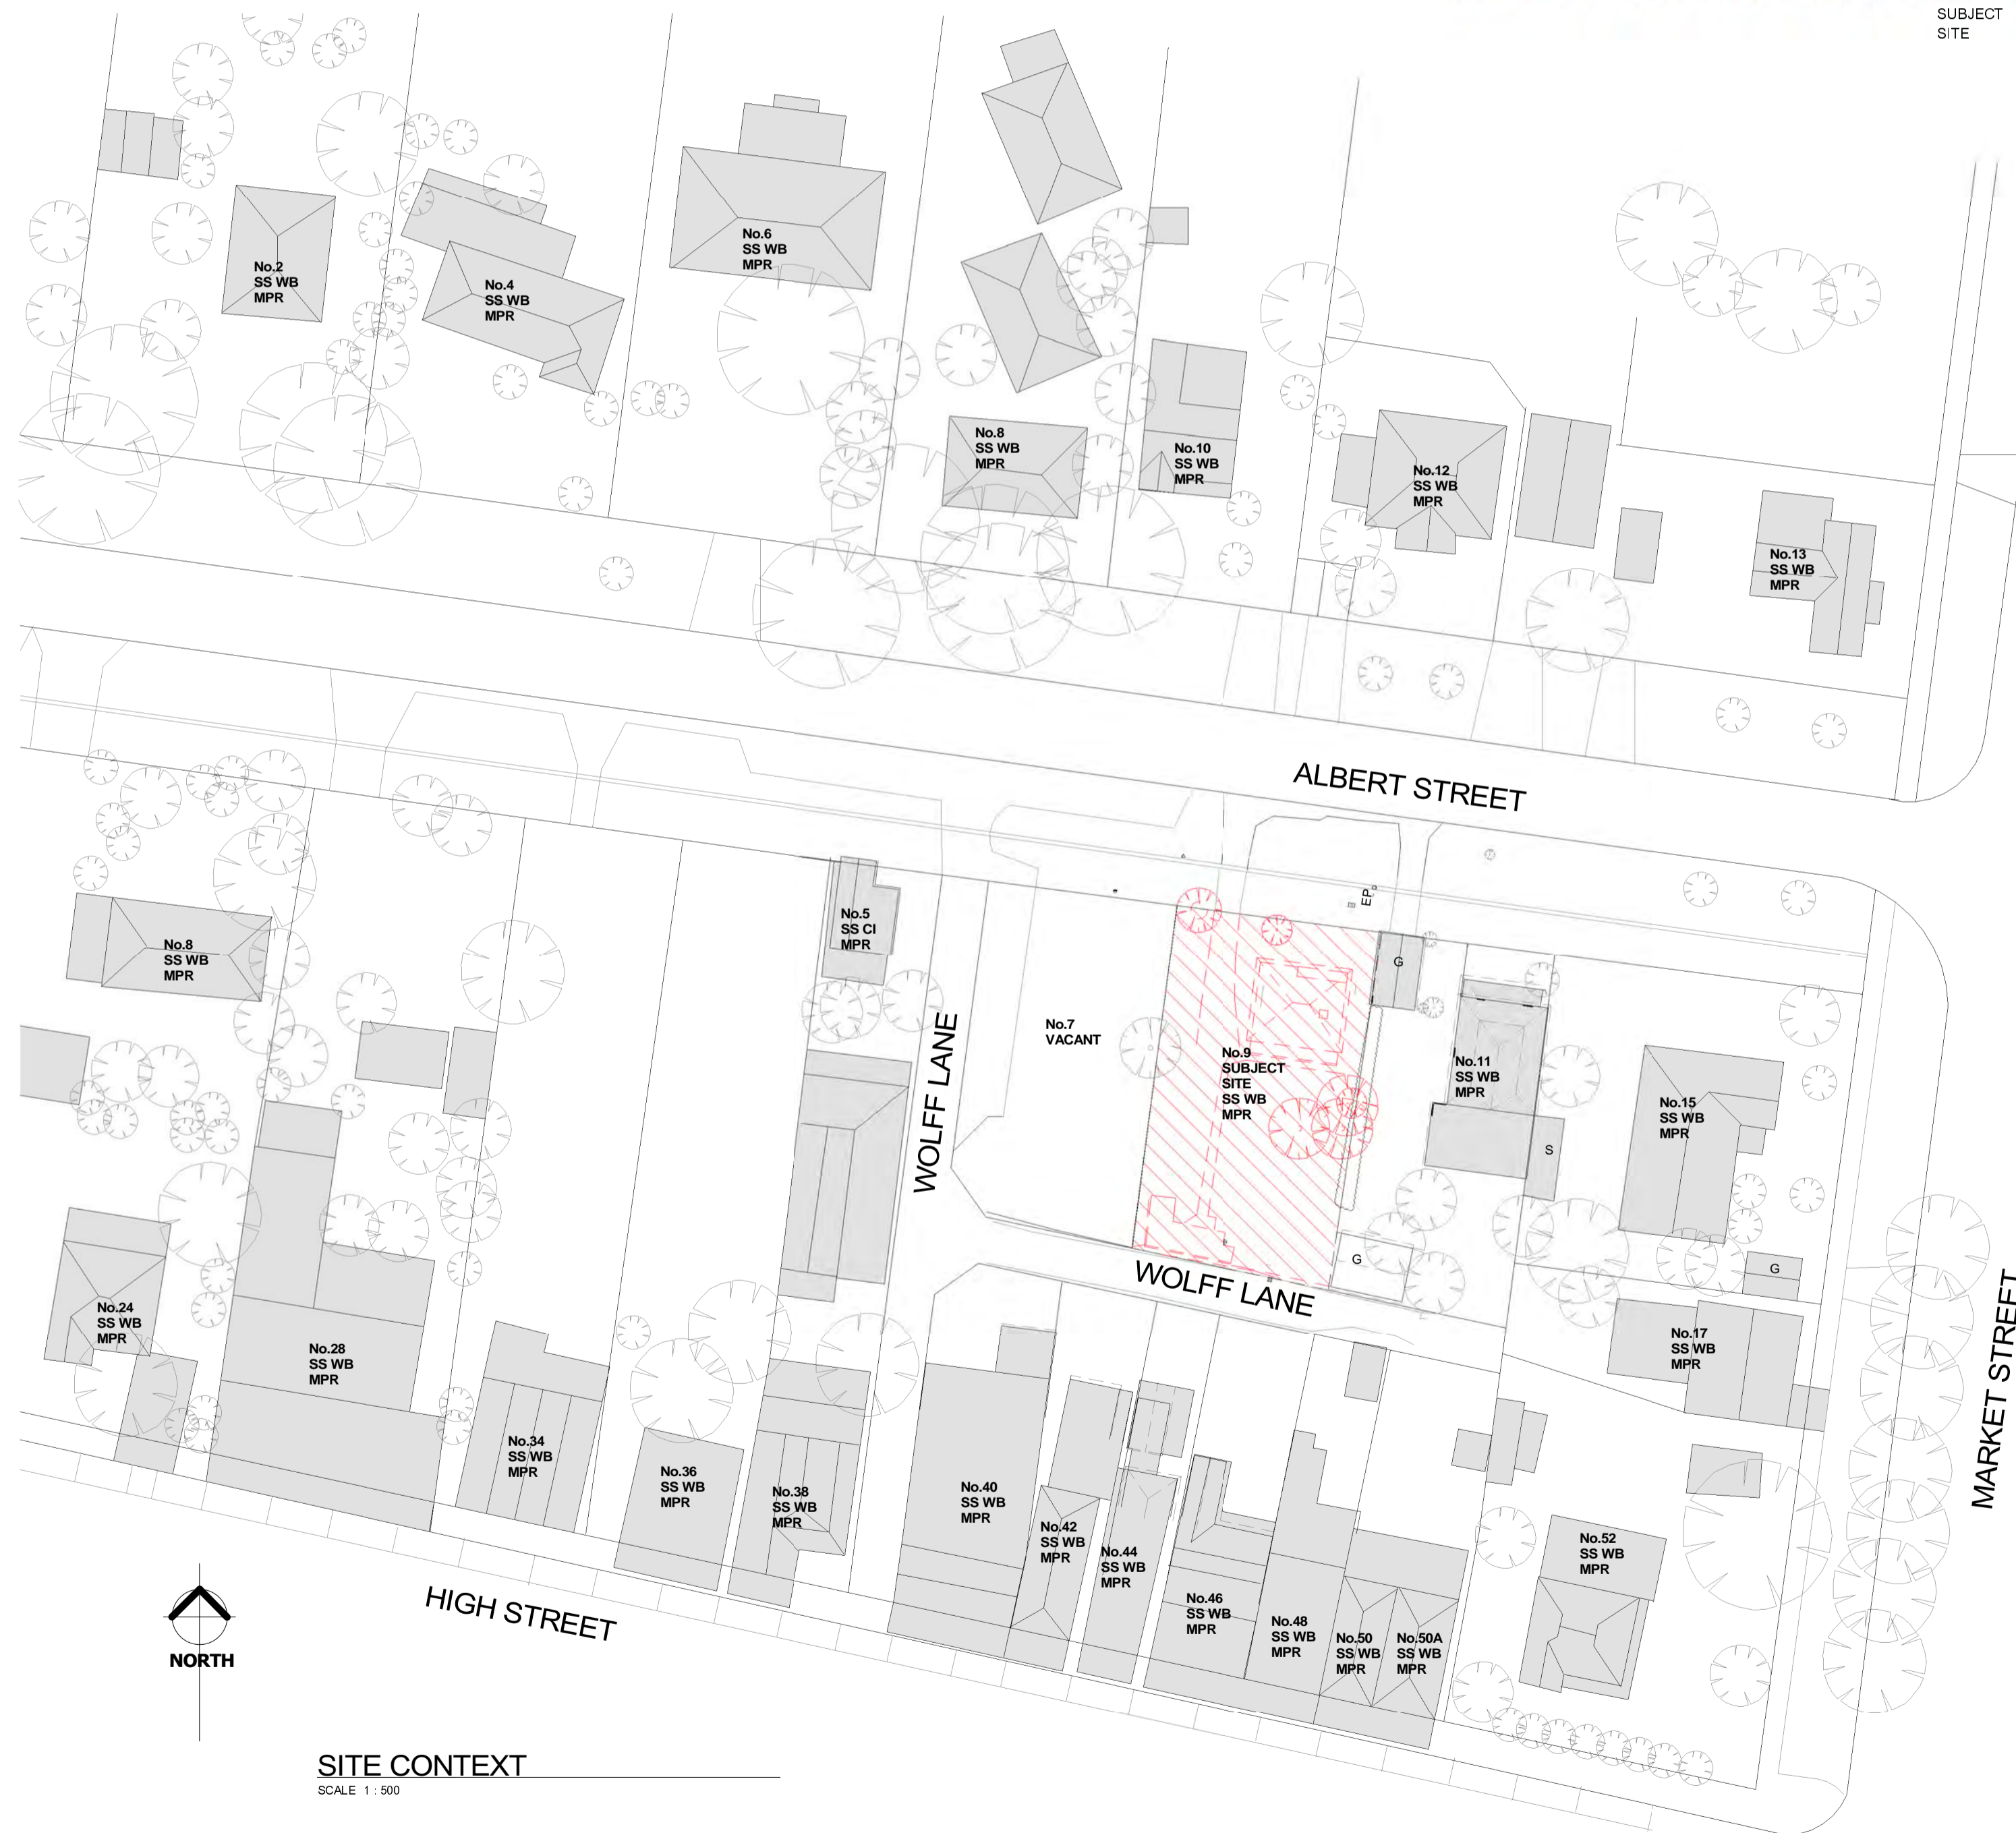 SUBJECT
SITE
No.2
SS WB
MPR
No.4
SS WB
MPR
No.6
SS WB
MPR
No.8
SS WB
MPR
No.10
SS WB
MPR
No.12
SS WB
MPR
No.13
SS WB
MPR
ALBERT STREET
EP
No.8
SS WB
MPR
No.5
SS CI
MPR
WOLFF LANE
No.7
VACANT
No.9
SUBJECT
SITE
SS WB
MPR
G
No.11
SS WB
MPR
S
No.15
SS WB
MPR
G
G
WOLFF LANE
No.17
SS WB
MPR
MARKET STREET
No.24
SS WB
MPR
No.28
SS WB
MPR
No.34
SS WB
MPR
No.36
SS WB
MPR
No.38
SS WB
MPR
No.40
SS WB
MPR
No.42
SS WB
MPR
No.44
SS WB
MPR
No.46
SS WB
MPR
No.48
SS WB
MPR
No.50
SS WB
MPR
No.50A
SS WB
MPR
No.52
SS WB
MPR
HIGH STREET
NORTH
SITE CONTEXT
SCALE 1 : 500